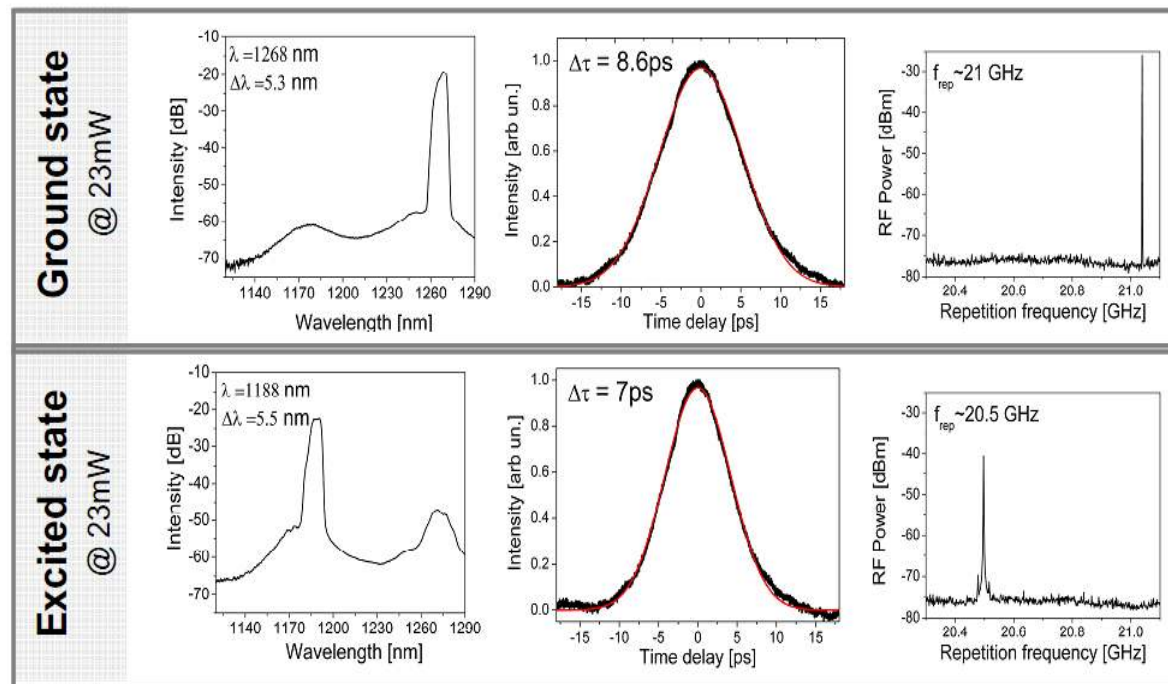 Ground state
@ 23mW
-10
-20
-30
-40
-50
-60
-70
Intensity [dB]
λ =1268 nm
Δλ =5.3 nm
1140 1170 1200 1230 1260 1290
Wavelength [nm]
1.0
0.8
0.6
0.4
0.2
0.0
Intensity [arb un.]
Δτ = 8.6ps
-15 -10 -5 0 5 10 15
Time delay [ps]
-30
-40
-50
-60
-70
-80
RF Power [dBm]
frep~21 GHz
20.4 20.6 20.8 21.0
Repetition frequency [GHz]
Excited state
@ 23mW
-10
-20
-30
-40
-50
-60
-70
Intensity [dB]
λ =1188 nm
Δλ =5.5 nm
1140 1170 1200 1230 1260 1290
Wavelength [nm]
1.0
0.8
0.6
0.4
0.2
0.0
Intensity [arb un.]
Δτ = 7ps
-15 -10 -5 0 5 10 15
Time delay [ps]
-30
-40
-50
-60
-70
-80
RF Power [dBm]
frep~20.5 GHz
20.4 20.6 20.8 21.0
Repetition frequency [GHz]